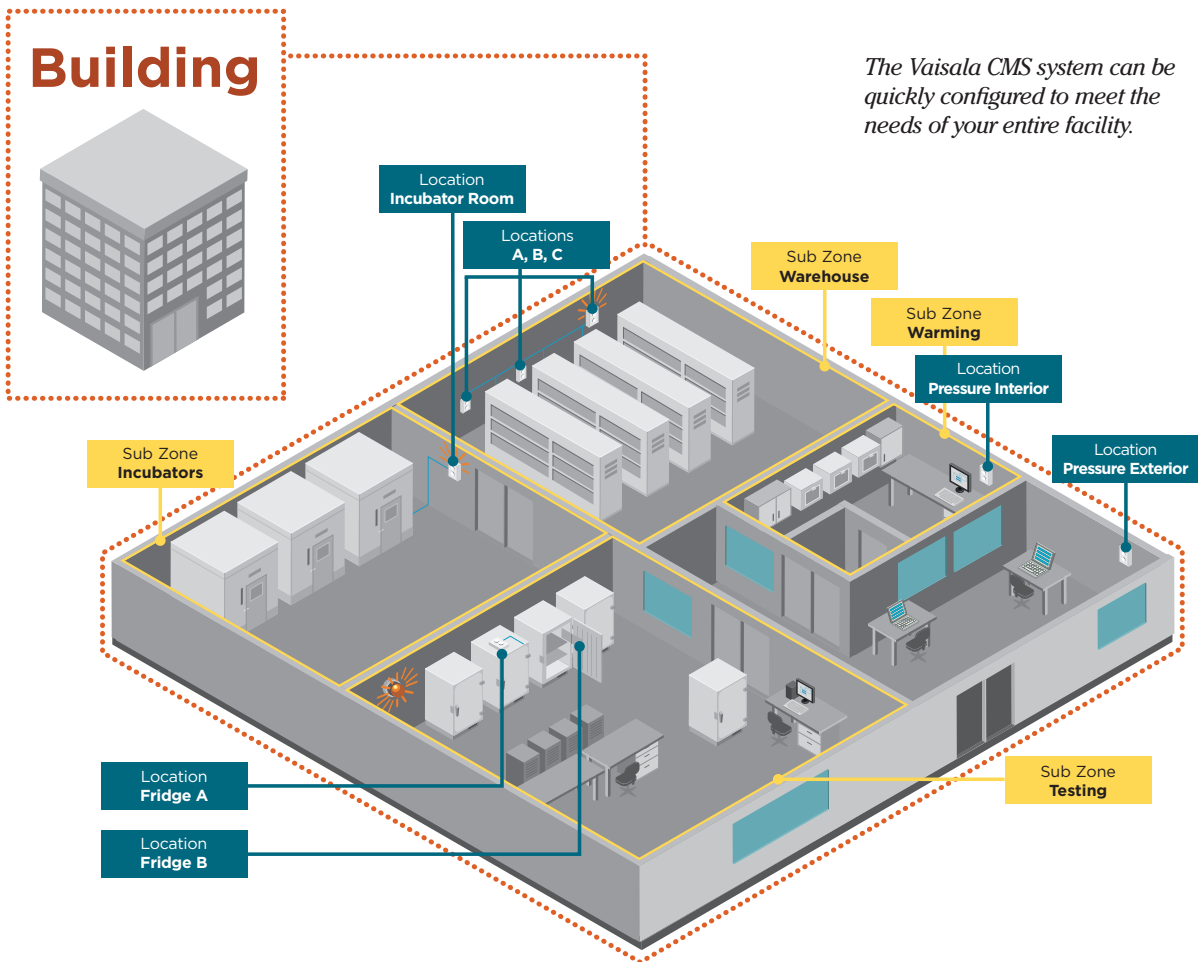 Building
The Vaisala CMS system can be
quickly configured to meet the
needs of your entire facility.
Location
Incubator Room
Locations
A, B, C
Sub Zone
Warehouse
Sub Zone
Warming
Location
Pressure Interior
Location
Pressure Exterior
Sub Zone
Incubators
Location
Fridge A
Location
Fridge B
Sub Zone
Testing